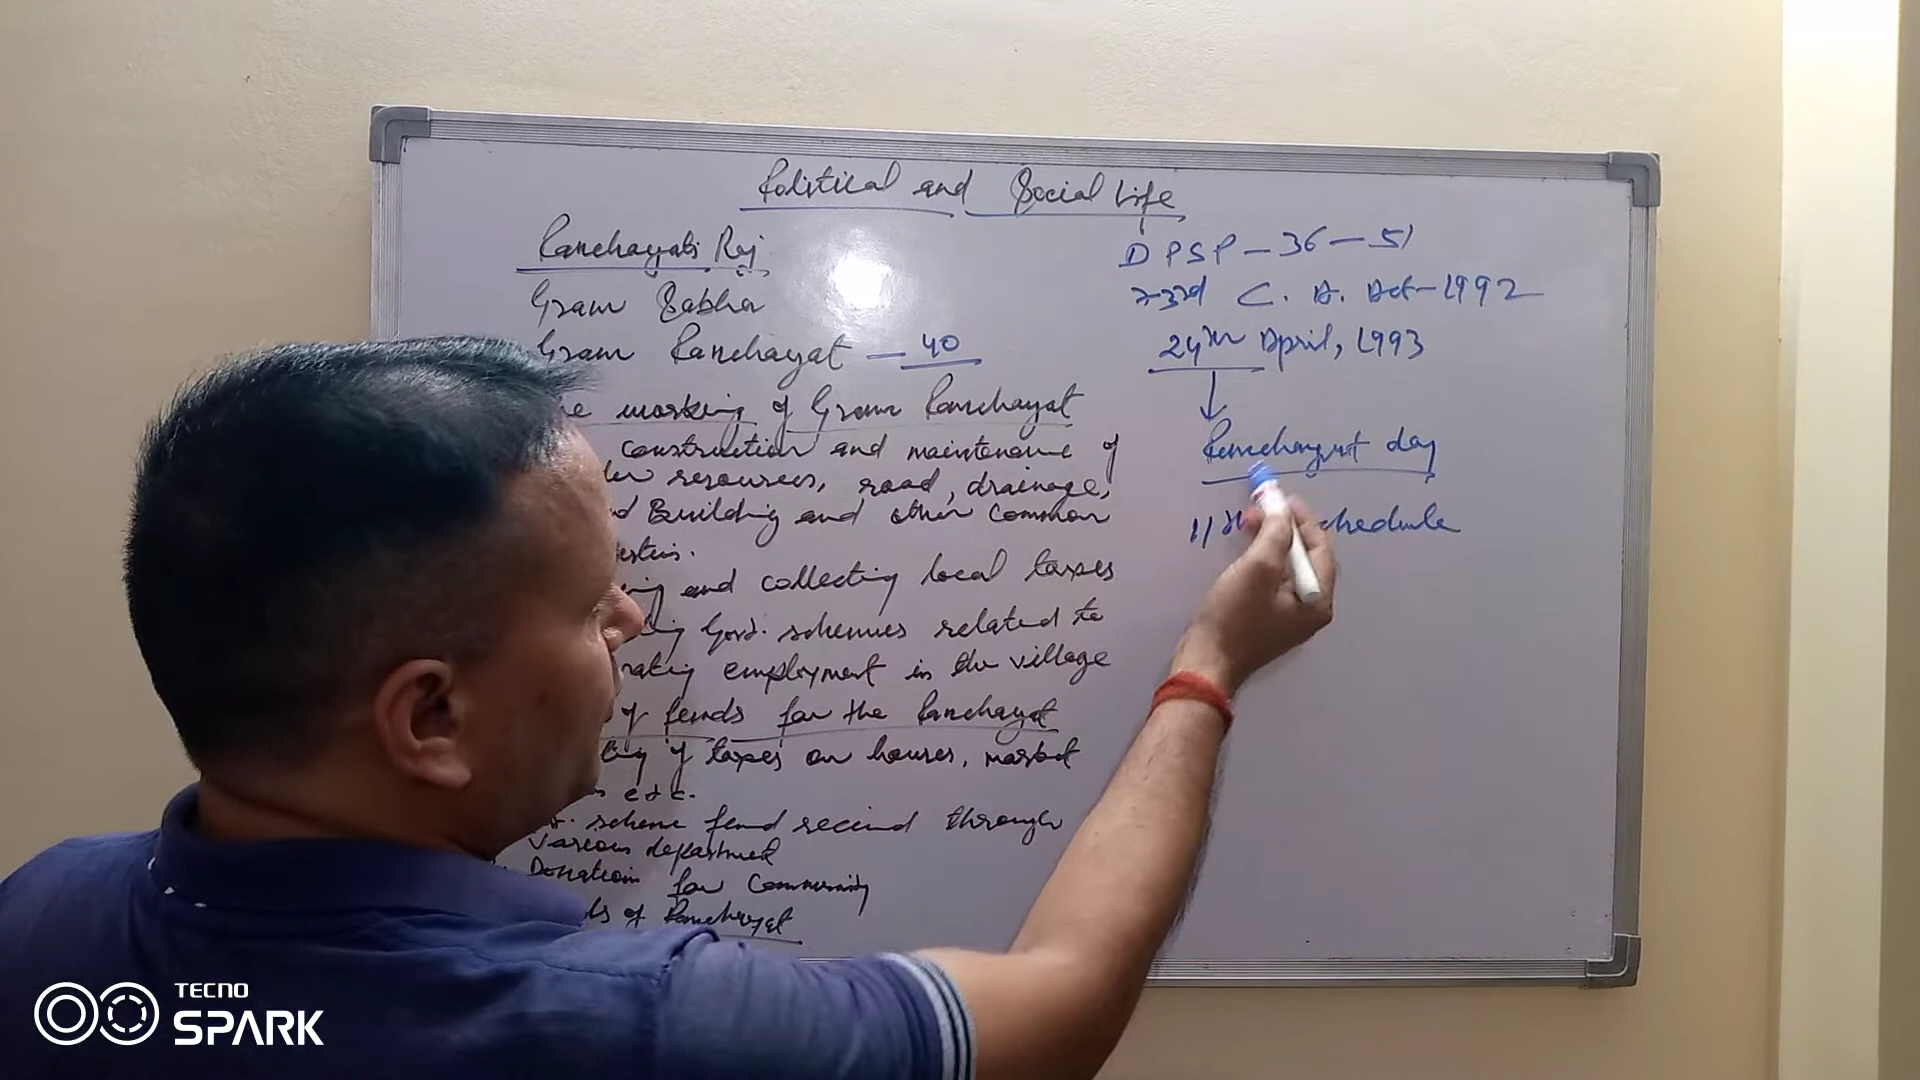 Political and Social Life
Panchayati Raj
Gram Sabha
Gram Panchayat - 40
working of Gram Panchayat
construction and maintenance of
resources, road, drainage,
Building and other common
and collecting local taxes
Govt. schemes related to
employment in the village
of funds for the Panchayat
of taxes on houses, market
etc.
scheme fund received through
various department
Donation for Community
of Panchayat
DPSP - 36 - 51
73rd C. A. Act - 1992
24th April, 1993
Panchayat day
11th
TECNO
SPARK